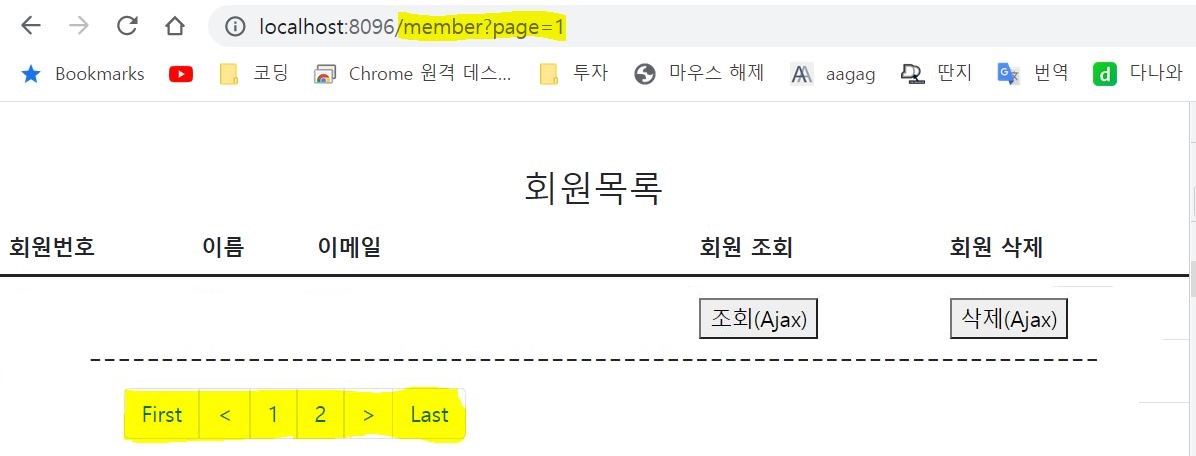 localhost:8096/member?page=1
Bookmarks 코딩 Chrome 원격 데스... 투자 마우스 해제 aagag 딴지 번역 다나와
회원목록
회원번호 이름 이메일 회원 조회 회원 삭제
조회(Ajax) 삭제(Ajax)
First < 1 2 > Last